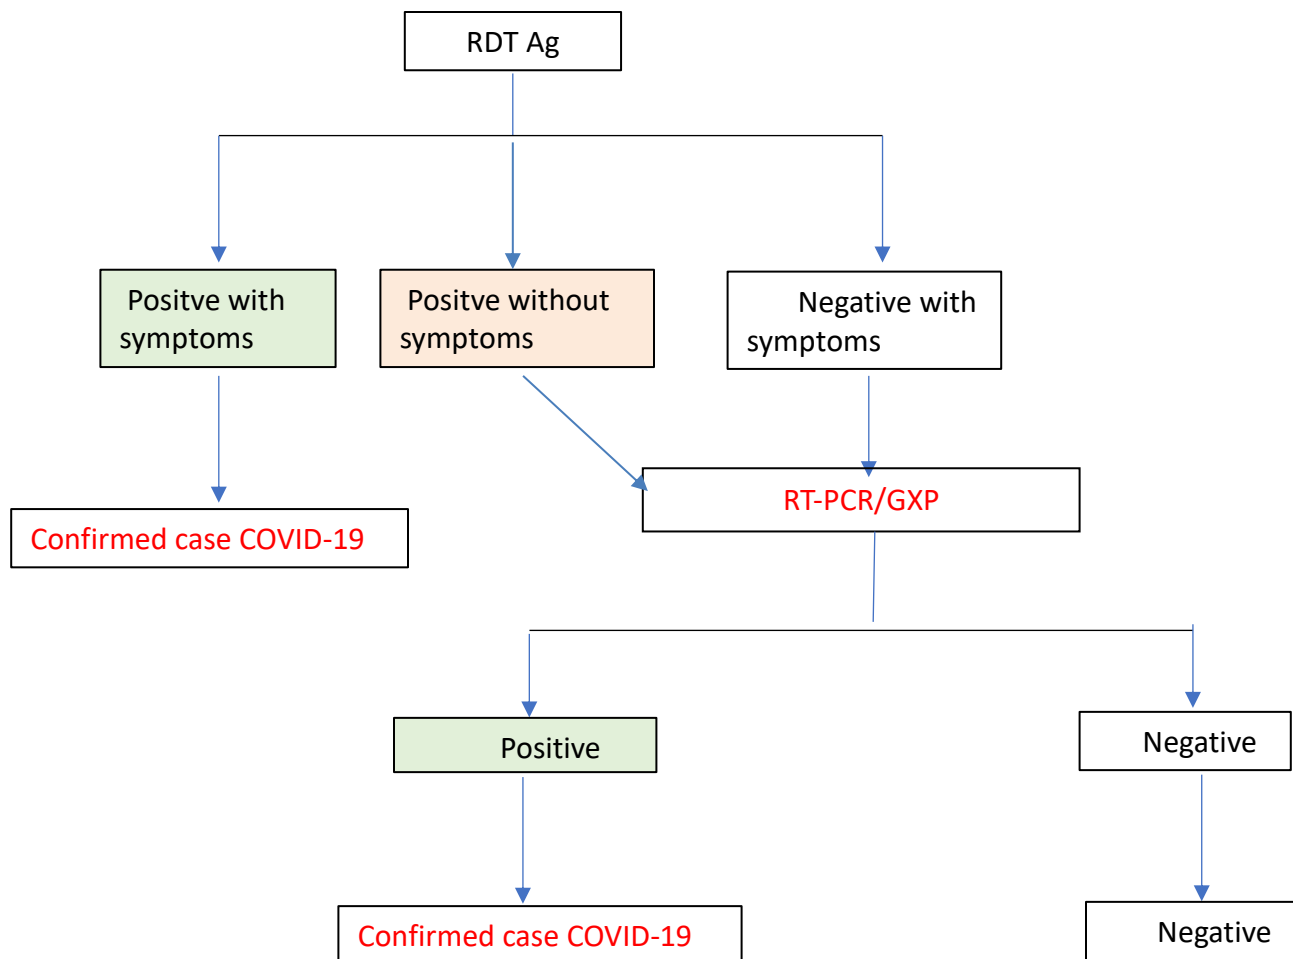 RDT Ag
Positve with
symptoms
Positve without
symptoms
Negative with
symptoms
Confirmed case COVID-19
RT-PCR/GXP
Positive
Negative
Confirmed case COVID-19
Negative